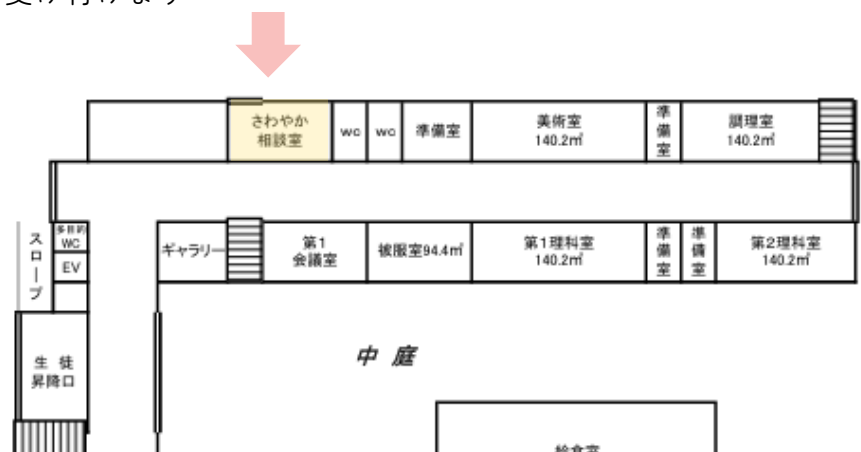 さわやか
相談室
wc
wc
準備室
美術室
140.2㎡
準
備
室
調理室
140.2㎡
スロープ
多目的
WC
EV
ギャラリー
第1
会議室
被服室94.4㎡
第1理科室
140.2㎡
準
備
室
準
備
室
第2理科室
140.2㎡
生 徒
昇降口
中 庭